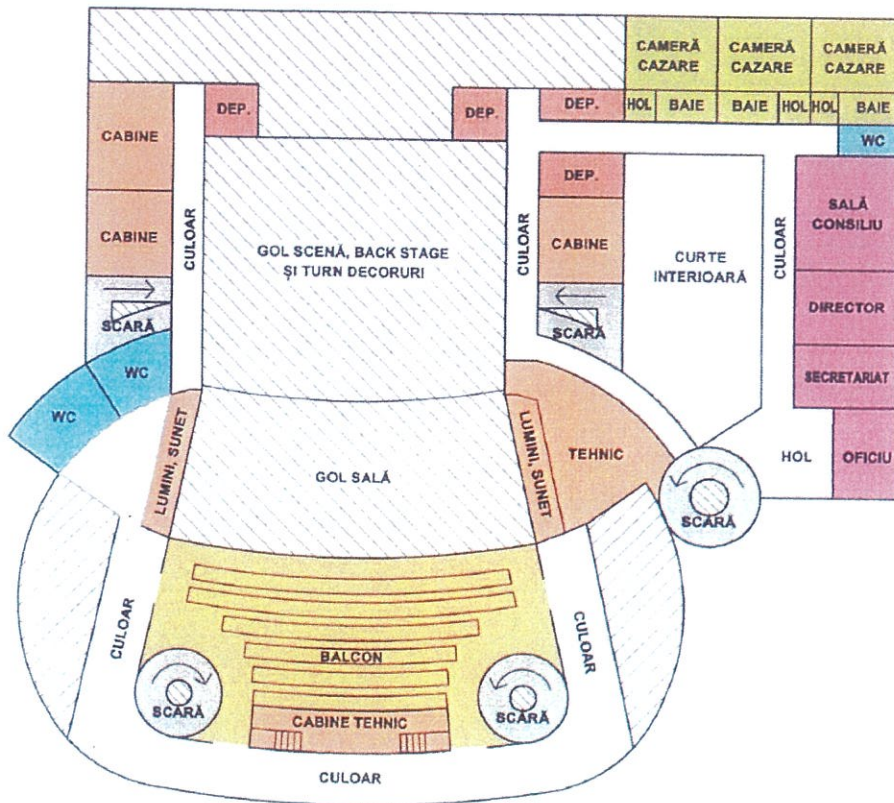 CAMERĂ
CAZARE
CAMERĂ
CAZARE
CAMERĂ
CAZARE
DEP.
DEP.
DEP.
HOL
BAIE
BAIE
HOL
HOL
BAIE
WC
CABINE
CULOAR
CULOAR
DEP.
CULOAR
SALĂ
CONSILIU
CABINE
GOL SCENĂ, BACK STAGE
ȘI TURN DECORURI
CABINE
CURTE
INTERIOARĂ
DIRECTOR
SCARĂ
SCARĂ
WC
WC
SECRETARIAT
LUMINI, SUNET
GOL SALĂ
LUMINI, SUNET
TEHNIC
HOL
OFICIU
SCARĂ
CULOAR
BALCON
CULOAR
SCARĂ
CABINE TEHNIC
SCARĂ
CULOAR